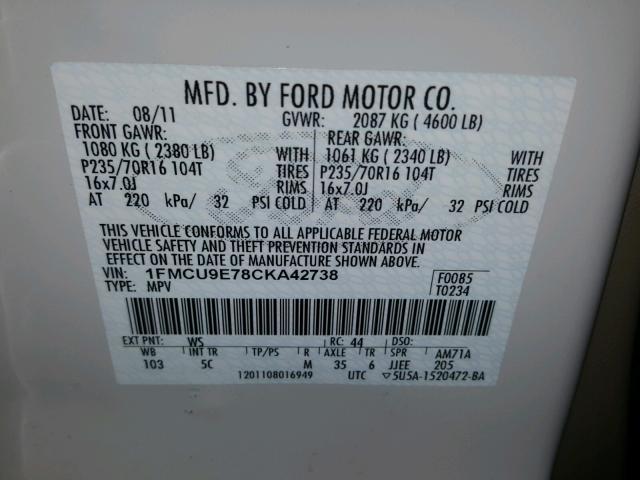 MFD. BY FORD MOTOR CO.
DATE: 08/11 GVWR: 2087 KG ( 4600 LB)
FRONT GAWR: REAR GAWR:
1080 KG ( 2380 LB) WITH 1061 KG ( 2340 LB) WITH
P235/70R16 104T TIRES P235/70R16 104T TIRES
16x7.0J RIMS 16x7.0J RIMS
AT 220 kPa/ 32 PSI COLD AT 220 kPa/ 32 PSI COLD
THIS VEHICLE CONFORMS TO ALL APPLICABLE FEDERAL MOTOR
VEHICLE SAFETY AND THEFT PREVENTION STANDARDS IN
EFFECT ON THE DATE OF MANUFACTURE SHOWN ABOVE.
VIN: 1FMCU9E78CKA42738 F0085
TYPE: MPV T0234
EXT PNT: WS RC: 44 DSO:
WB INT TR TP/PS R AXLE TR SPR AM71A
103 5C M 35 6 JJEE 205
1201108016949 UTC ▽5U5A-1520472-BA